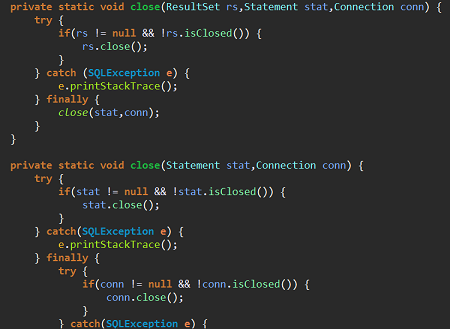 private static void close(ResultSet rs,Statement stat,Connection conn) {
    try {
        if(rs != null && !rs.isClosed()) {
            rs.close();
        }
    } catch (SQLException e) {
        e.printStackTrace();
    } finally {
        close(stat,conn);
    }
}
private static void close(Statement stat,Connection conn) {
    try {
        if(stat != null && !stat.isClosed()) {
            stat.close();
        }
    } catch(SQLException e) {
        e.printStackTrace();
    } finally {
        try {
            if(conn != null && !conn.isClosed()) {
                conn.close();
            }
        } catch(SQLException e) {